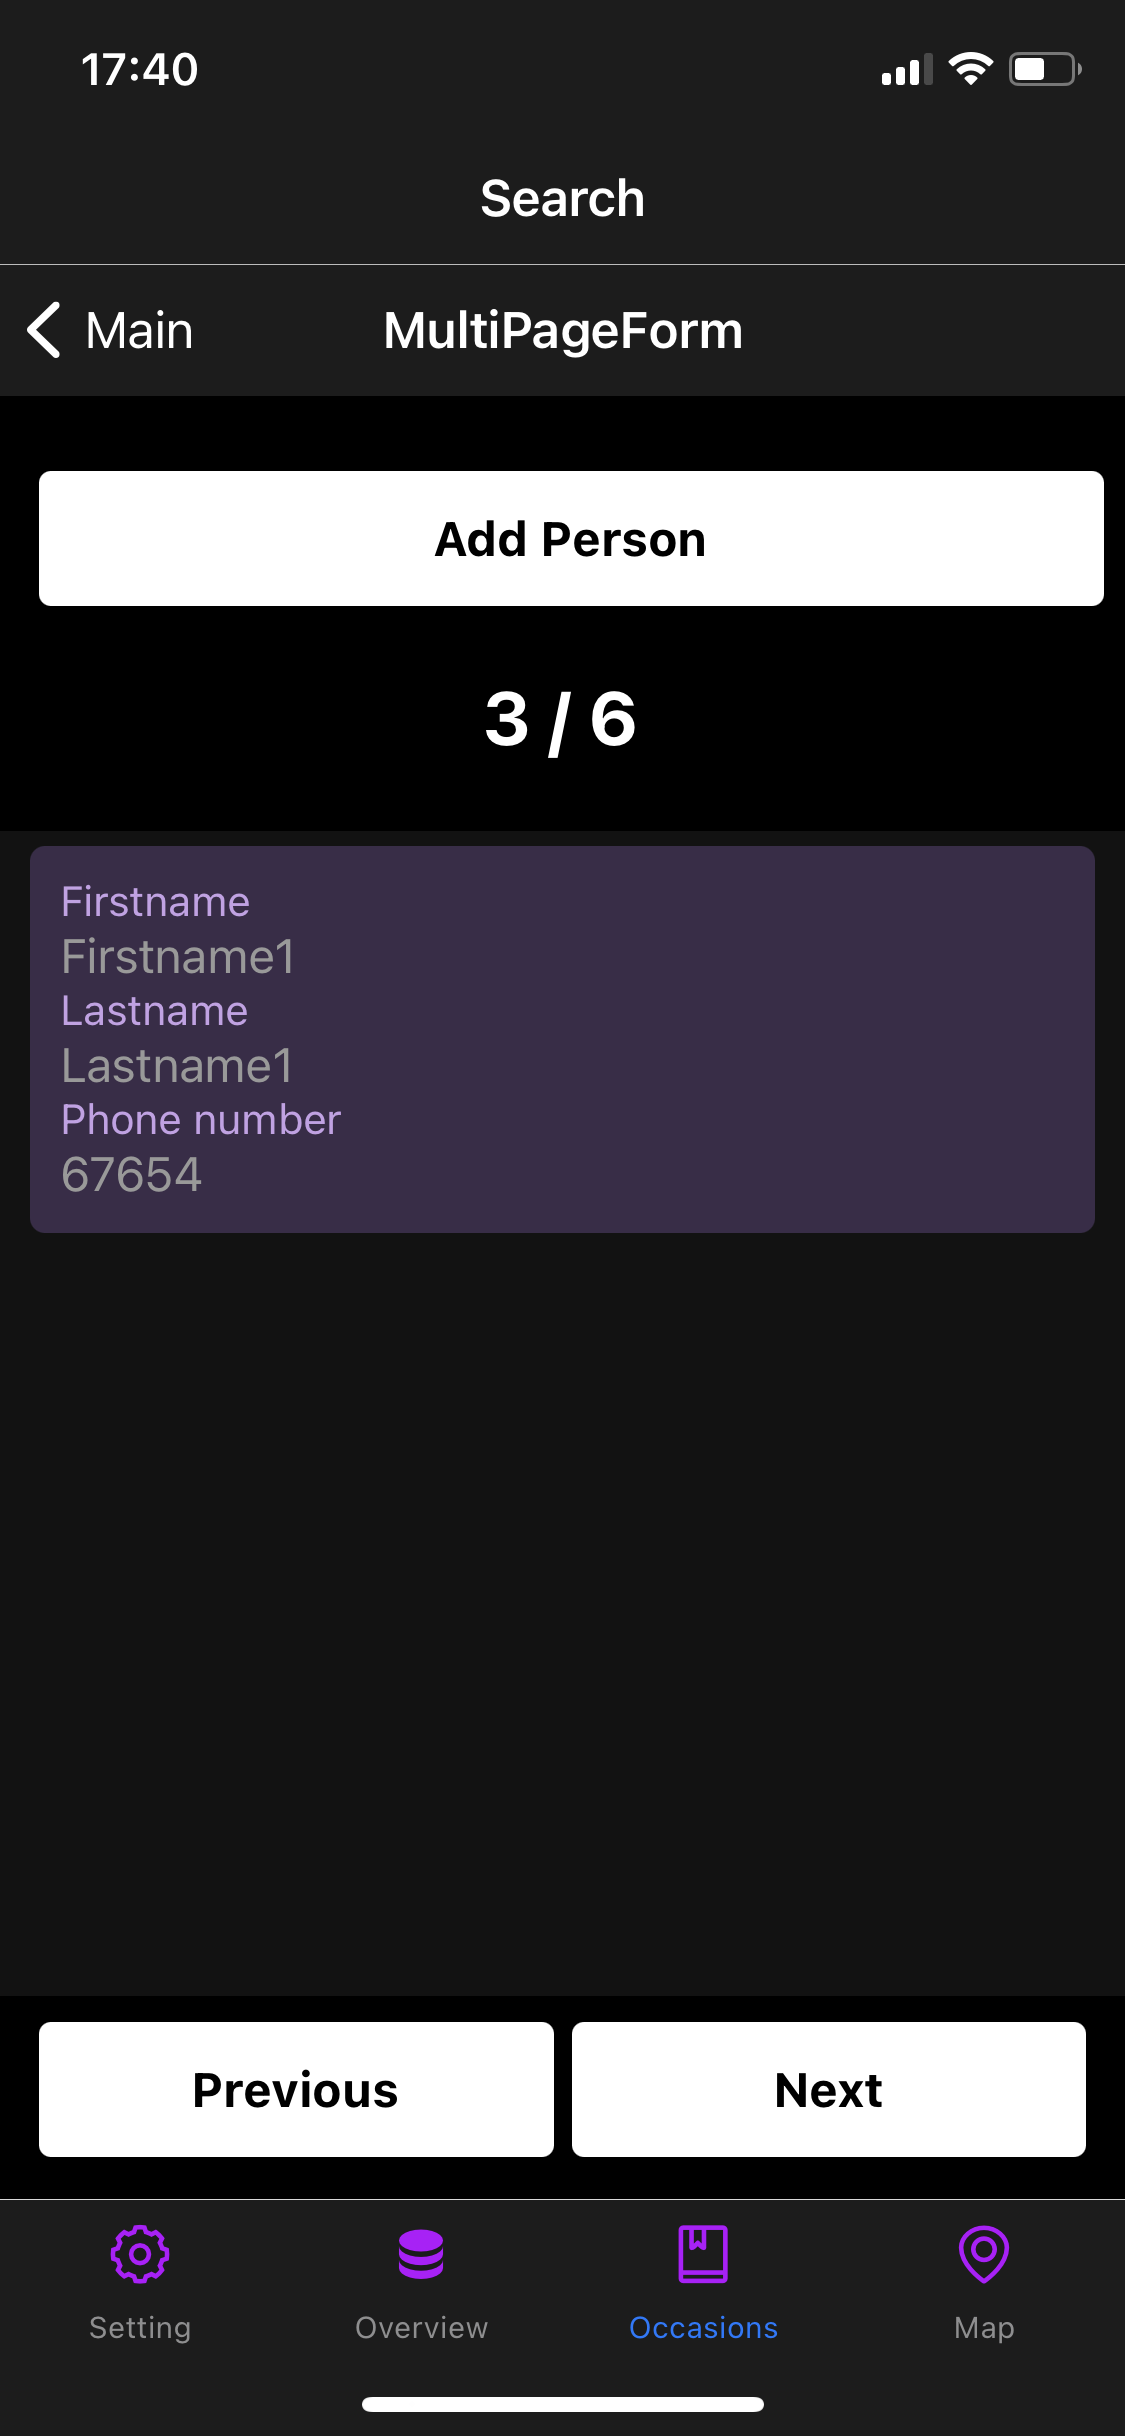 17:40
Search
Main
MultiPageForm
Add Person
3 / 6
Firstname
Firstname1
Lastname
Lastname1
Phone number
67654
Previous
Next
Setting
Overview
Occasions
Map